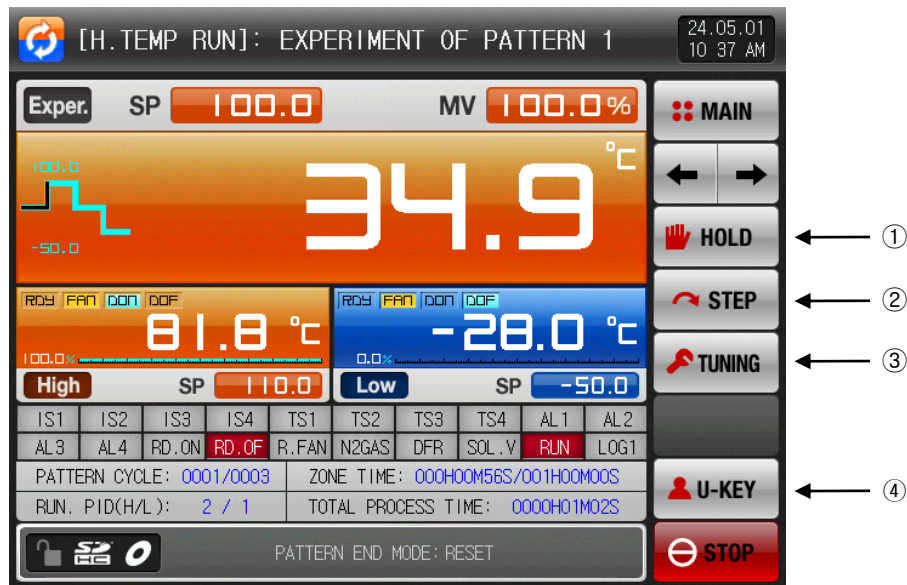 [H.TEMP RUN]: EXPERIMENT OF PATTERN 1
24.05.01
10 37 AM
Exper. SP 100.0 MV 100.0%
MAIN
100.0
-50.0
34.9 °C
HOLD ①
STEP ②
TUNING ③
RDY FAN DON DOF
81.8 °C
100.0%
High SP 110.0
RDY FAN DON DOF
-28.0 °C
0.0%
Low SP -50.0
IS1 IS2 IS3 IS4 TS1 TS2 TS3 TS4 AL1 AL2
AL3 AL4 RD.ON RD.OF R.FAN N2GAS DFR SOL.V RUN LOG1
PATTERN CYCLE: 0001/0003 ZONE TIME: 000H00M56S/001H00M00S
RUN. PID(H/L): 2 / 1 TOTAL PROCESS TIME: 0000H01M02S
U-KEY ④
SD HC
PATTERN END MODE: RESET
STOP